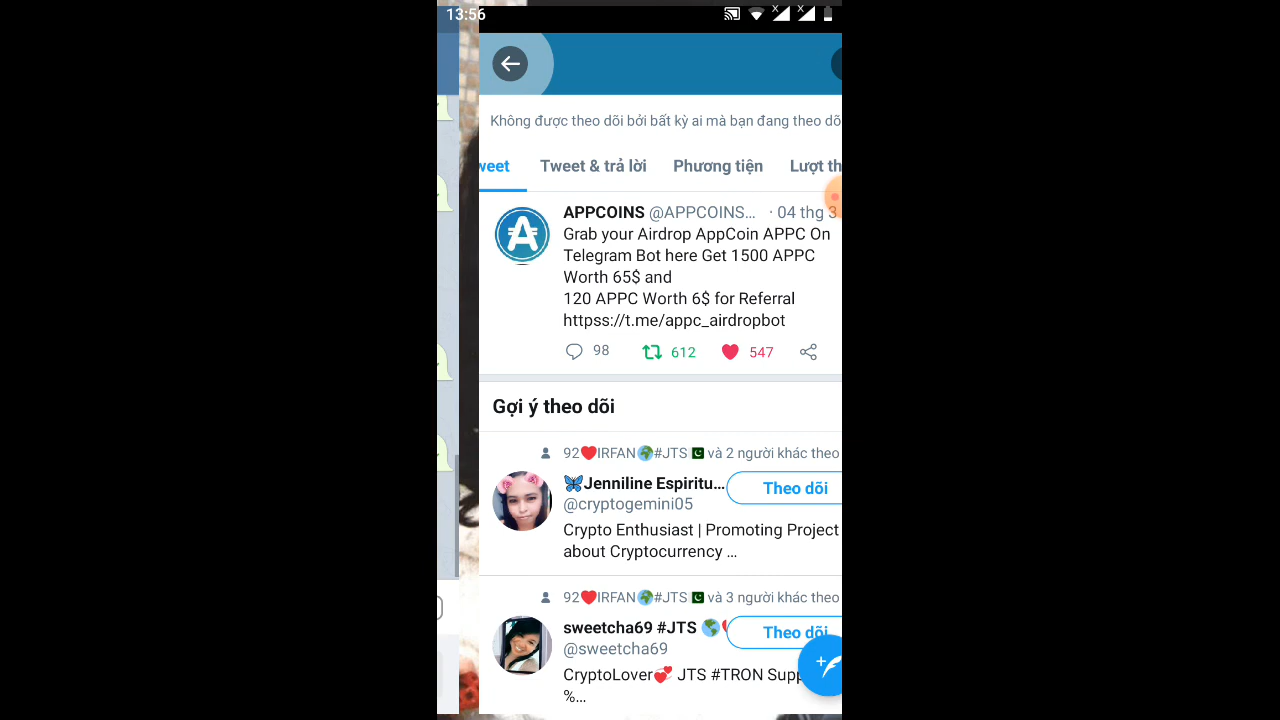 13:56
Không được theo dõi bởi bất kỳ ai mà bạn đang theo dõ
weet Tweet & trả lời Phương tiện Lượt th
APPCOINS @APPCOINS… · 04 thg 3
Grab your Airdrop AppCoin APPC On
Telegram Bot here Get 1500 APPC
Worth 65$ and
120 APPC Worth 6$ for Referral
httpss://t.me/appc_airdropbot
98 612 547
Gợi ý theo dõi
92❤️IRFAN🌍#JTS 🇵🇰 và 2 người khác theo
🦋Jenniline Espiritu… Theo dõi
@cryptogemini05
Crypto Enthusiast | Promoting Project
about Cryptocurrency …
92❤️IRFAN🌍#JTS 🇵🇰 và 3 người khác theo
sweetcha69 #JTS 🌎 Theo dõi
@sweetcha69
CryptoLover💞 JTS #TRON Supp
%…